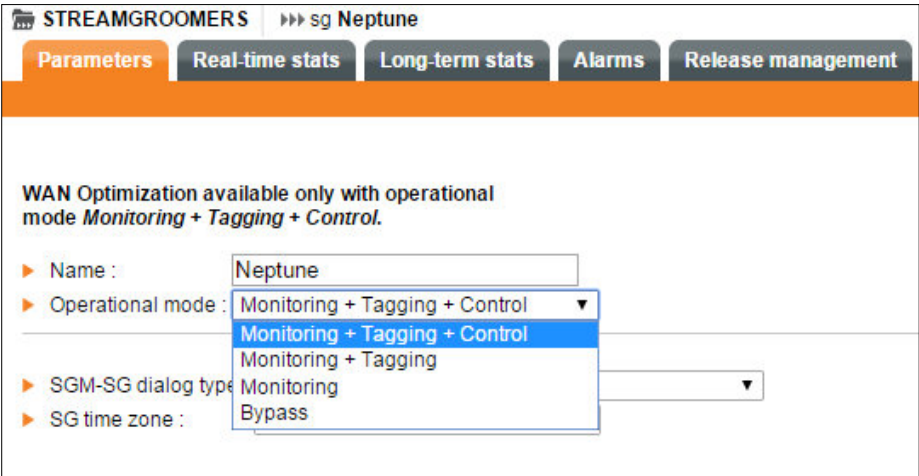 STREAMGROOMERS sg Neptune
Parameters Real-time stats Long-term stats Alarms Release management
WAN Optimization available only with operational
mode Monitoring + Tagging + Control.
Name : Neptune
Operational mode : Monitoring + Tagging + Control
Monitoring + Tagging + Control
Monitoring + Tagging
SGM-SG dialog type
Monitoring
Bypass
SG time zone :